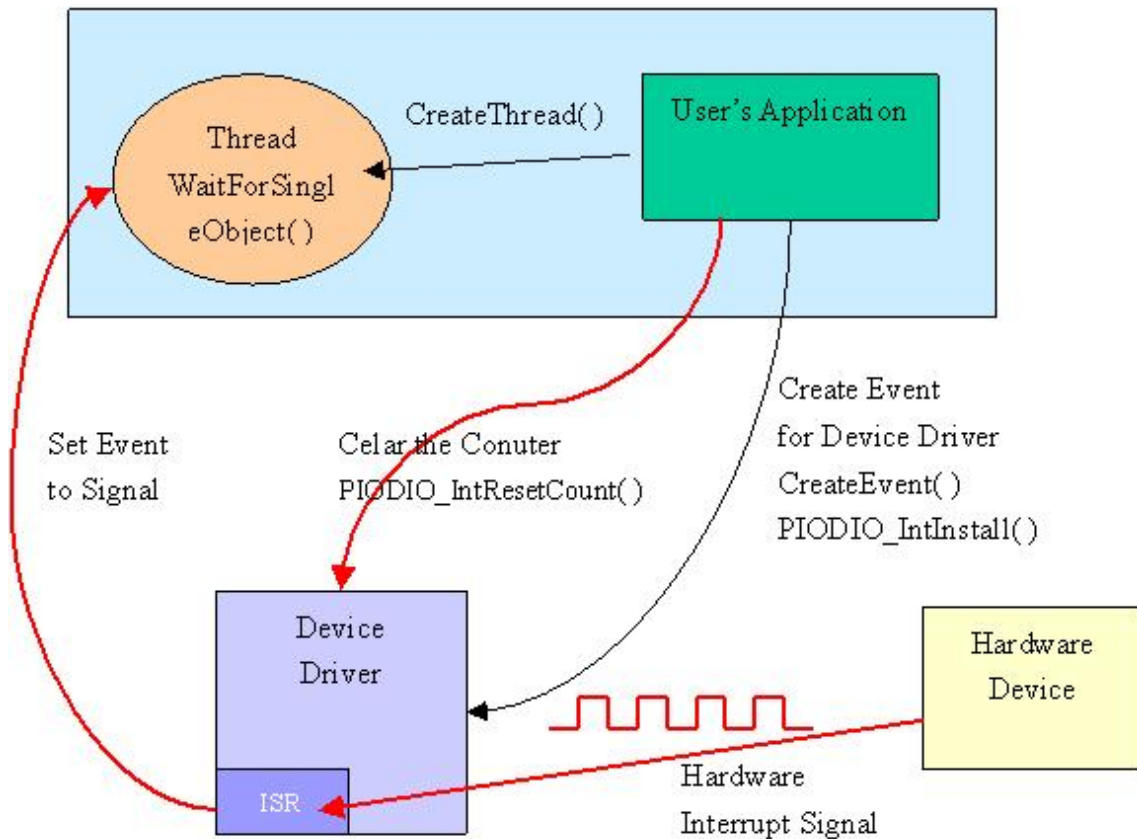 CreateThread()
User's Application
Thread
WaitForSingl
eObject()
Set Event
to Signal
Celar the Conuter
PIODIO_IntResetCount()
Create Event
for Device Driver
CreateEvent()
PIODIO_IntInstall()
Device
Driver
Hardware
Device
ISR
Hardware
Interrupt Signal